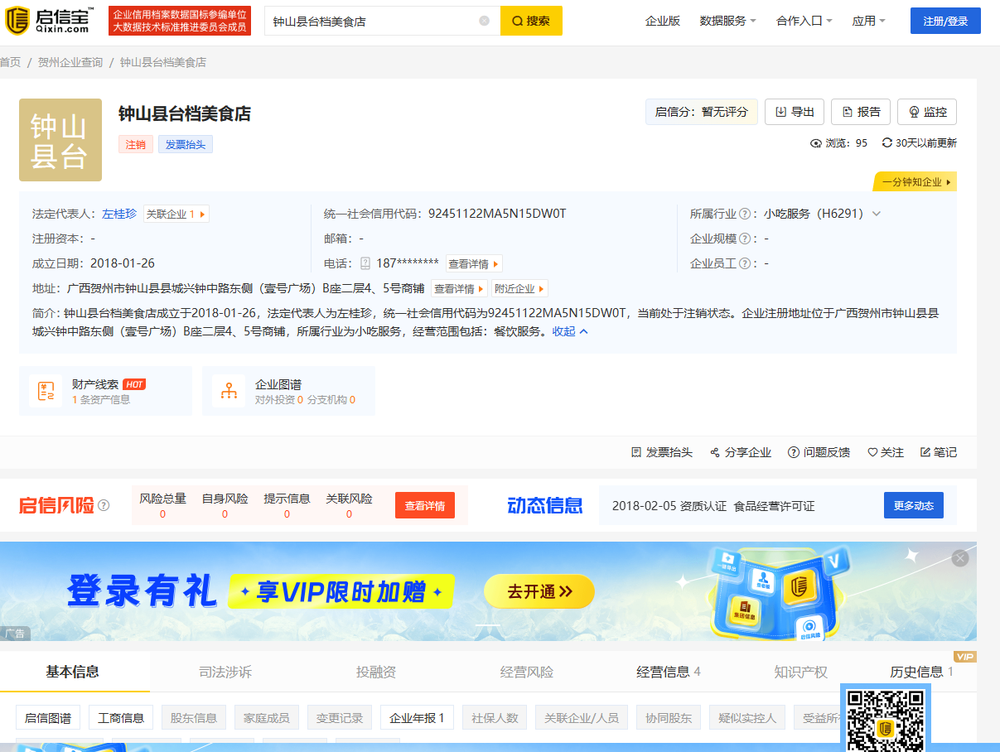 启信宝™
Qixin.com
企业信用档案数据国标参编单位
大数据技术标准推进委员会成员
钟山县台档美食店
搜索
企业版
数据服务
合作入口
应用
注册/登录
首页 / 贺州企业查询 / 钟山县台档美食店
钟山
县台
钟山县台档美食店
注销
发票抬头
启信分：暂无评分
导出
报告
监控
浏览：95
30天以前更新
一分钟知企业
法定代表人：左桂珍 关联企业 1
统一社会信用代码：92451122MA5N15DW0T
所属行业?：小吃服务（H6291）
注册资本：-
邮箱：-
企业规模?：-
成立日期：2018-01-26
电话：187******** 查看详情
企业员工?：-
地址：广西贺州市钟山县县城兴钟中路东侧（壹号广场）B座二层4、5号商铺 查看详情 附近企业
简介：钟山县台档美食店成立于2018-01-26，法定代表人为左桂珍，统一社会信用代码为92451122MA5N15DW0T，当前处于注销状态。企业注册地址位于广西贺州市钟山县县
城兴钟中路东侧（壹号广场）B座二层4、5号商铺，所属行业为小吃服务，经营范围包括：餐饮服务。收起
财产线索 HOT
1 条资产信息
企业图谱
对外投资 0 分支机构 0
发票抬头
分享企业
问题反馈
关注
笔记
启信风险?
风险总量
0
自身风险
0
提示信息
0
关联风险
0
查看详情
动态信息
2018-02-05 资质认证 食品经营许可证
更多动态
登录有礼
享VIP限时加赠
去开通
一键导出
查老板
集团信息
启信风险
V
广告
基本信息
司法涉诉
投融资
经营风险
经营信息 4
知识产权
历史信息 1
VIP
启信图谱
工商信息
股东信息
家庭成员
变更记录
企业年报 1
社保人数
关联企业/人员
协同股东
疑似实控人
受益所